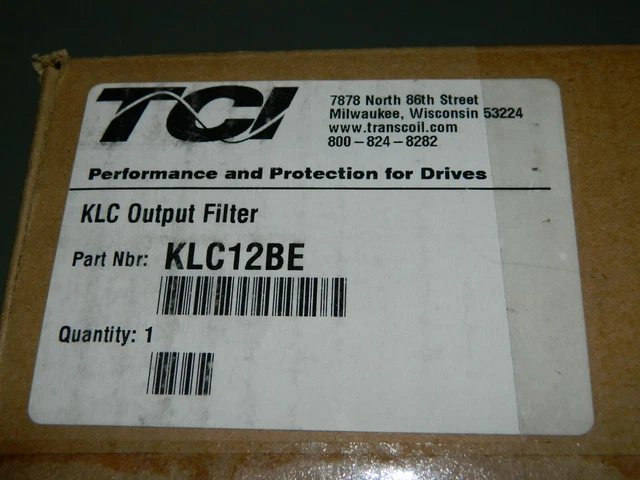 TCI
7878 North 86th Street
Milwaukee, Wisconsin 53224
www.transcoil.com
800-824-8282
Performance and Protection for Drives
KLC Output Filter
Part Nbr: KLC12BE
Quantity: 1